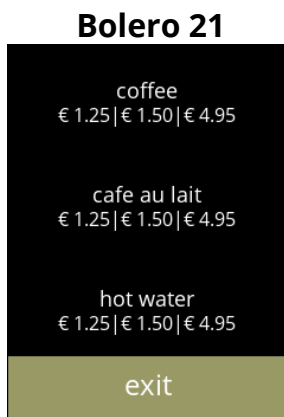 Bolero 21
coffee
€ 1.25|€ 1.50|€ 4.95
cafe au lait
€ 1.25|€ 1.50|€ 4.95
hot water
€ 1.25|€ 1.50|€ 4.95
exit